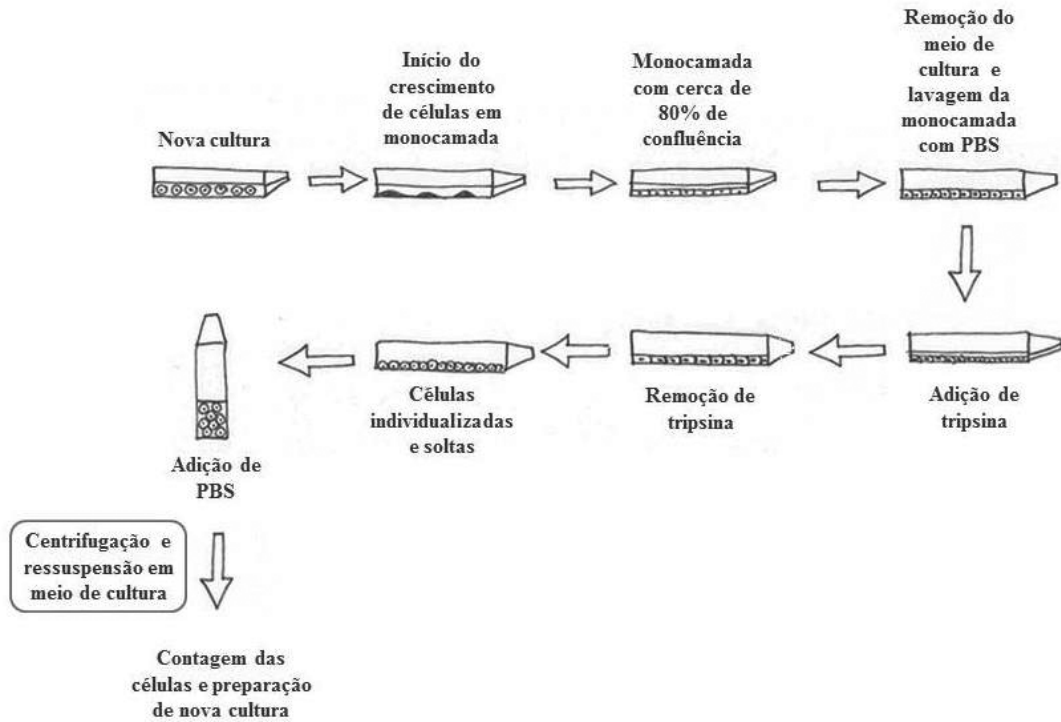 Nova cultura
Início do
crescimento
de células em
monocamada
Monocamada
com cerca de
80% de
confluência
Remoção do
meio de
cultura e
lavagem da
monocamada
com PBS
Adição de
tripsina
Remoção de
tripsina
Células
individualizadas
e soltas
Adição de
PBS
Centrifugação e
ressuspensão em
meio de cultura
Contagem das
células e preparação
de nova cultura